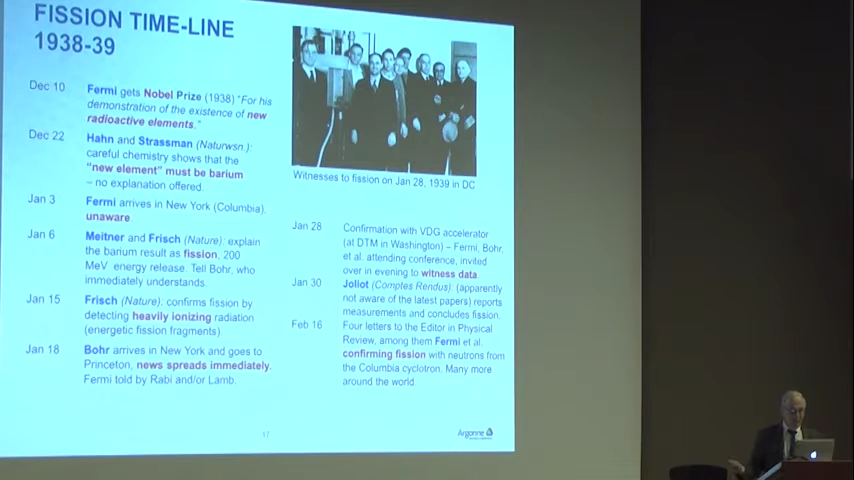 FISSION TIME-LINE
1938-39
Dec 10
Fermi gets Nobel Prize (1938) "For his
demonstration of the existence of new
radioactive elements."
Dec 22
Hahn and Strassman (Naturwsn.):
careful chemistry shows that the
"new element" must be barium
– no explanation offered.
Jan 3
Fermi arrives in New York (Columbia),
unaware.
Jan 6
Meitner and Frisch (Nature): explain
the barium result as fission, 200
MeV energy release. Tell Bohr, who
immediately understands.
Jan 15
Frisch (Nature): confirms fission by
detecting heavily ionizing radiation
(energetic fission fragments).
Jan 18
Bohr arrives in New York and goes to
Princeton, news spreads immediately.
Fermi told by Rabi and/or Lamb.
Witnesses to fission on Jan 28, 1939 in DC
Jan 28
Confirmation with VDG accelerator
(at DTM in Washington) – Fermi, Bohr,
et al. attending conference, invited
over in evening to witness data.
Jan 30
Joliot (Comptes Rendus): (apparently
not aware of the latest papers) reports
measurements and concludes fission.
Feb 16
Four letters to the Editor in Physical
Review, among them Fermi et al.
confirming fission with neutrons from
the Columbia cyclotron. Many more
around the world.
17
Argonne